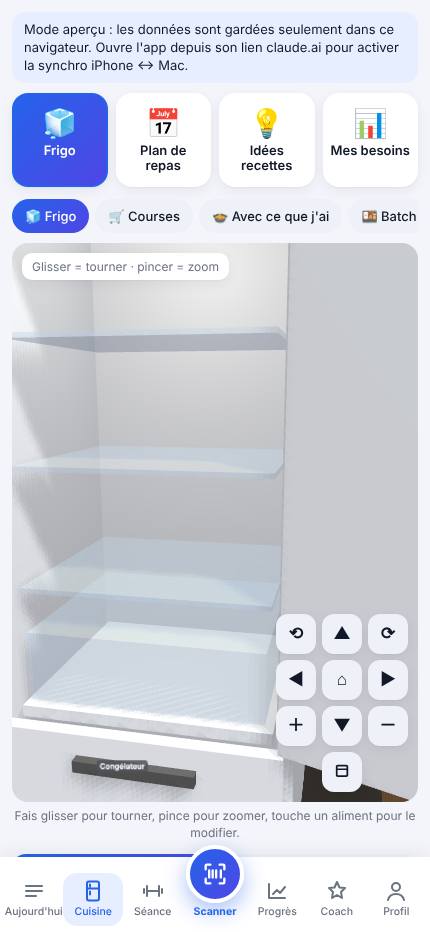 Mode aperçu : les données sont gardées seulement dans ce
navigateur. Ouvre l'app depuis son lien claude.ai pour activer
la synchro iPhone ↔ Mac.
Frigo
July
17
Plan de
repas
Idées
recettes
Mes besoins
Frigo
Courses
Avec ce que j'ai
Batch
Glisser = tourner · pincer = zoom
Congélateur
Fais glisser pour tourner, pince pour zoomer, touche un aliment pour le
modifier.
Aujourd'hui
Cuisine
Séance
Scanner
Progrès
Coach
Profil